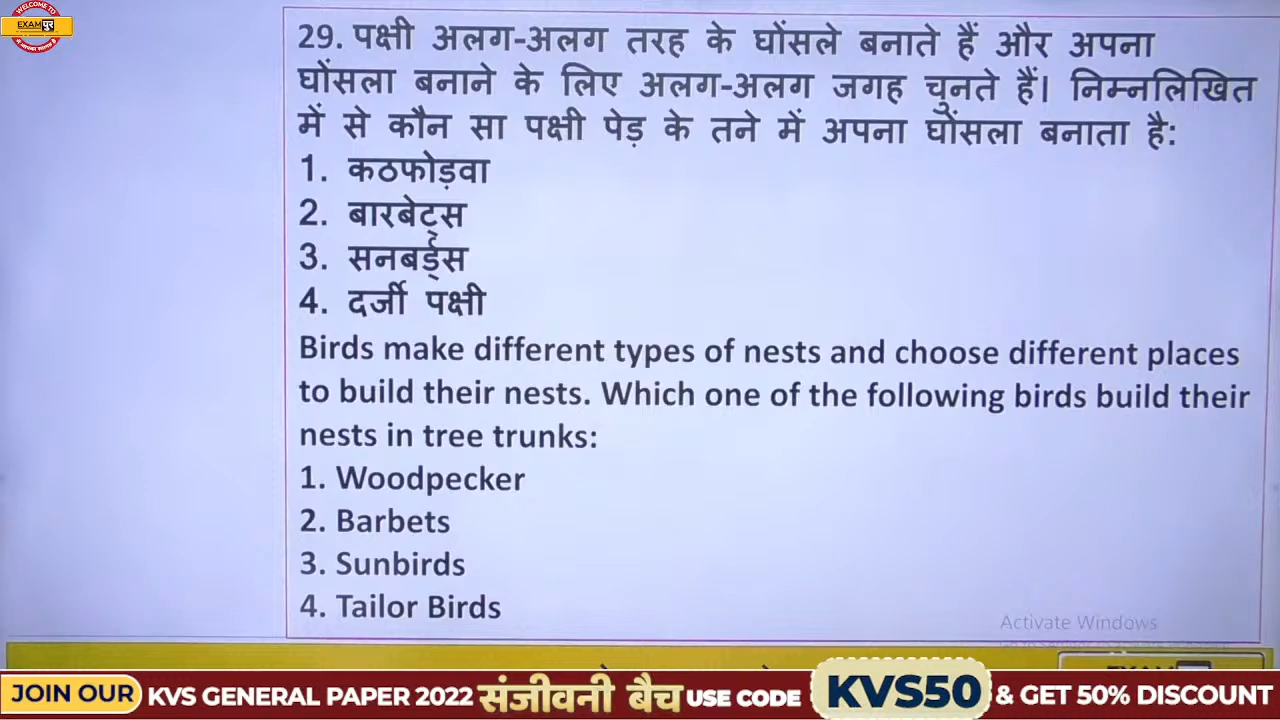 WELCOME TO
EXAM पुर
29. पक्षी अलग-अलग तरह के घोंसले बनाते हैं और अपना
घोंसला बनाने के लिए अलग-अलग जगह चुनते हैं। निम्नलिखित
में से कौन सा पक्षी पेड़ के तने में अपना घोंसला बनाता है:
1. कठफोड़वा
2. बारबेट्स
3. सनबर्ड्स
4. दर्जी पक्षी
Birds make different types of nests and choose different places
to build their nests. Which one of the following birds build their
nests in tree trunks:
1. Woodpecker
2. Barbets
3. Sunbirds
4. Tailor Birds
Activate Windows
JOIN OUR KVS GENERAL PAPER 2022 संजीवनी बैच USE CODE KVS50 & GET 50% DISCOUNT